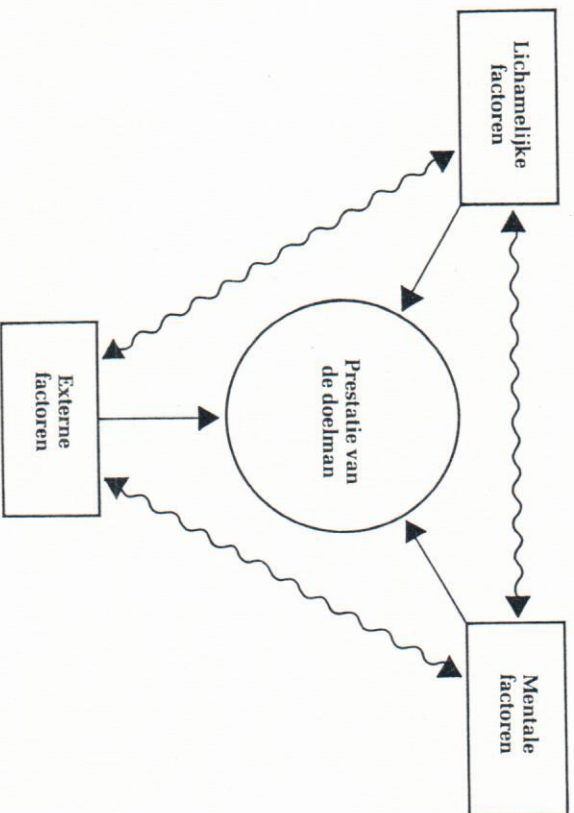 Lichamelijke
factoren
Mentale
factoren
Prestatie van
de doelman
Externe
factoren